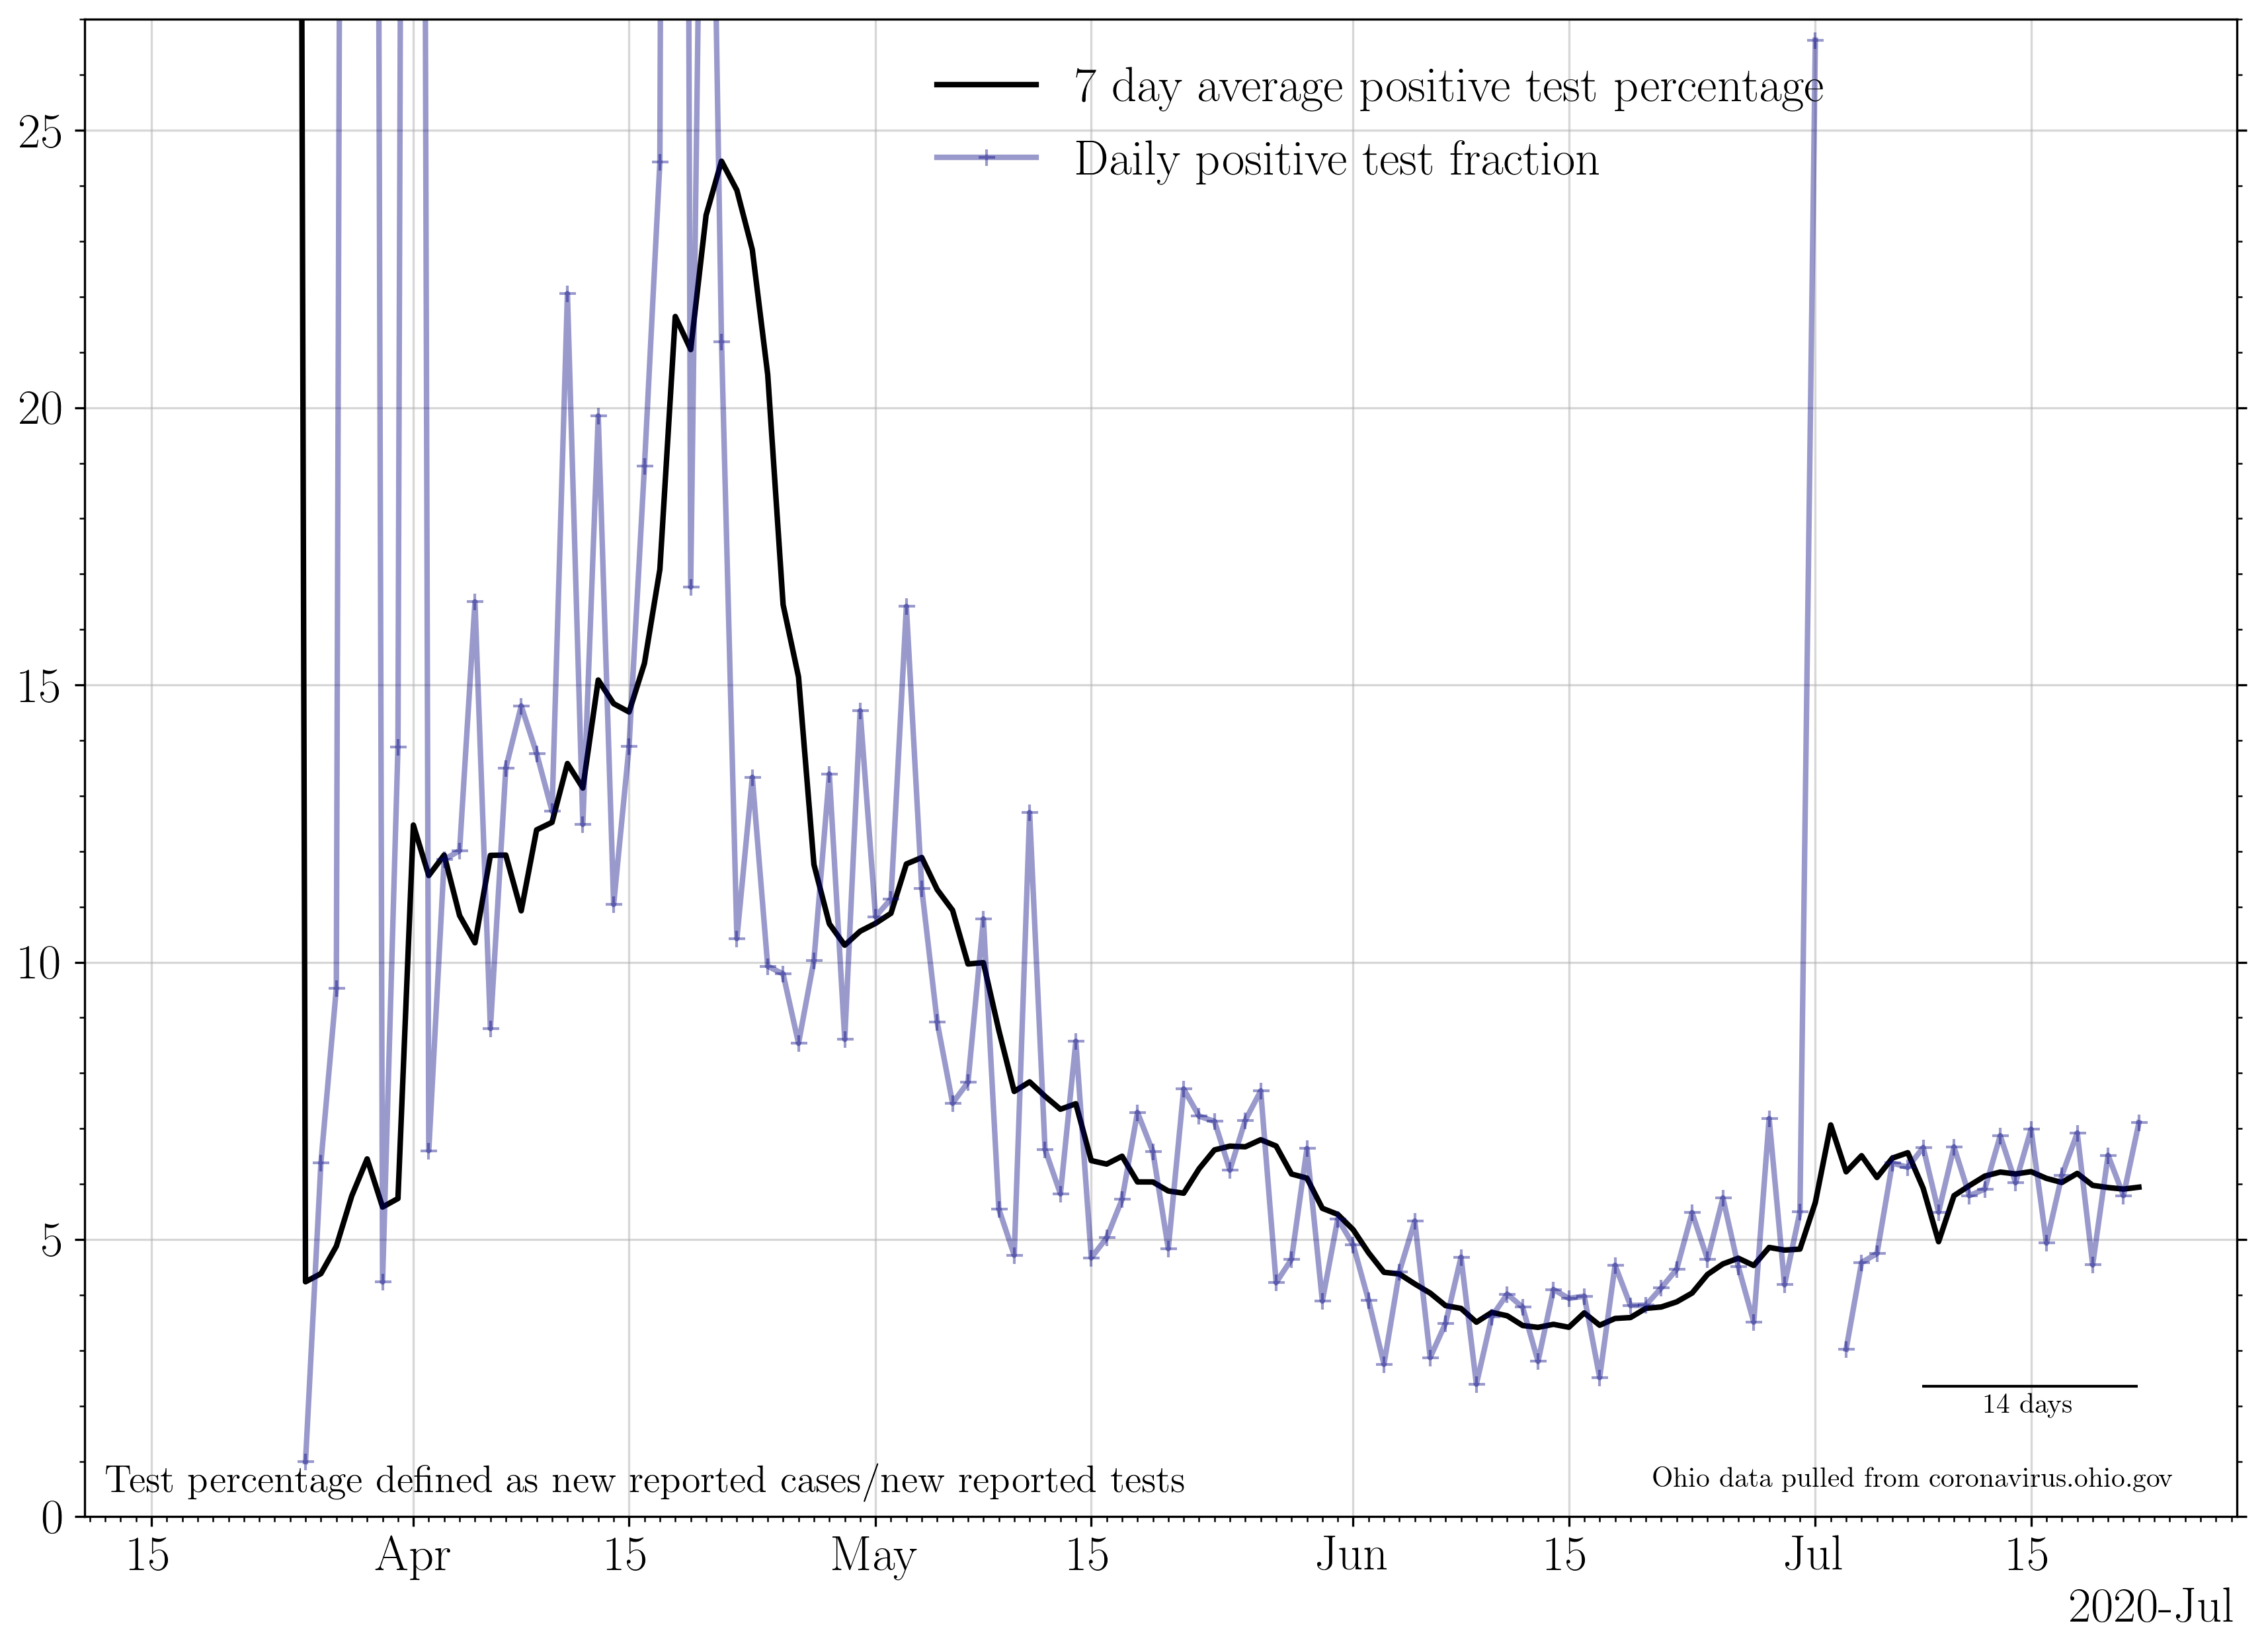 7 day average positive test percentage
Daily positive test fraction
25
20
15
10
5
0
14 days
Test percentage defined as new reported cases/new reported tests
Ohio data pulled from coronavirus.ohio.gov
15 Apr 15 May 15 Jun 15 Jul 15
2020-Jul